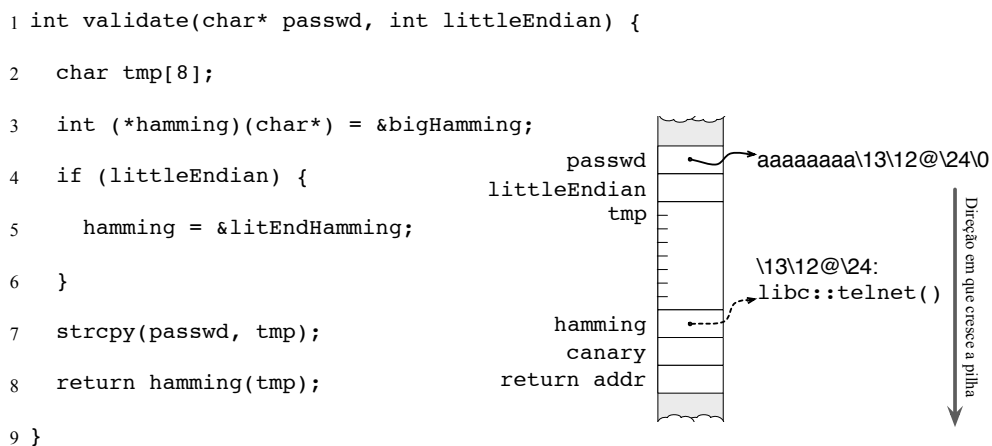 1 int validate(char* passwd, int littleEndian) {
2 char tmp[8];
3 int (*hamming)(char*) = &bigHamming;
4 if (littleEndian) {
5 hamming = &litEndHamming;
6 }
7 strcpy(passwd, tmp);
8 return hamming(tmp);
9 }
passwd
aaaaaaaa\13\12@\24\0
littleEndian
tmp
\13\12@\24:
libc::telnet()
hamming
canary
return addr
Direção em que cresce a pilha